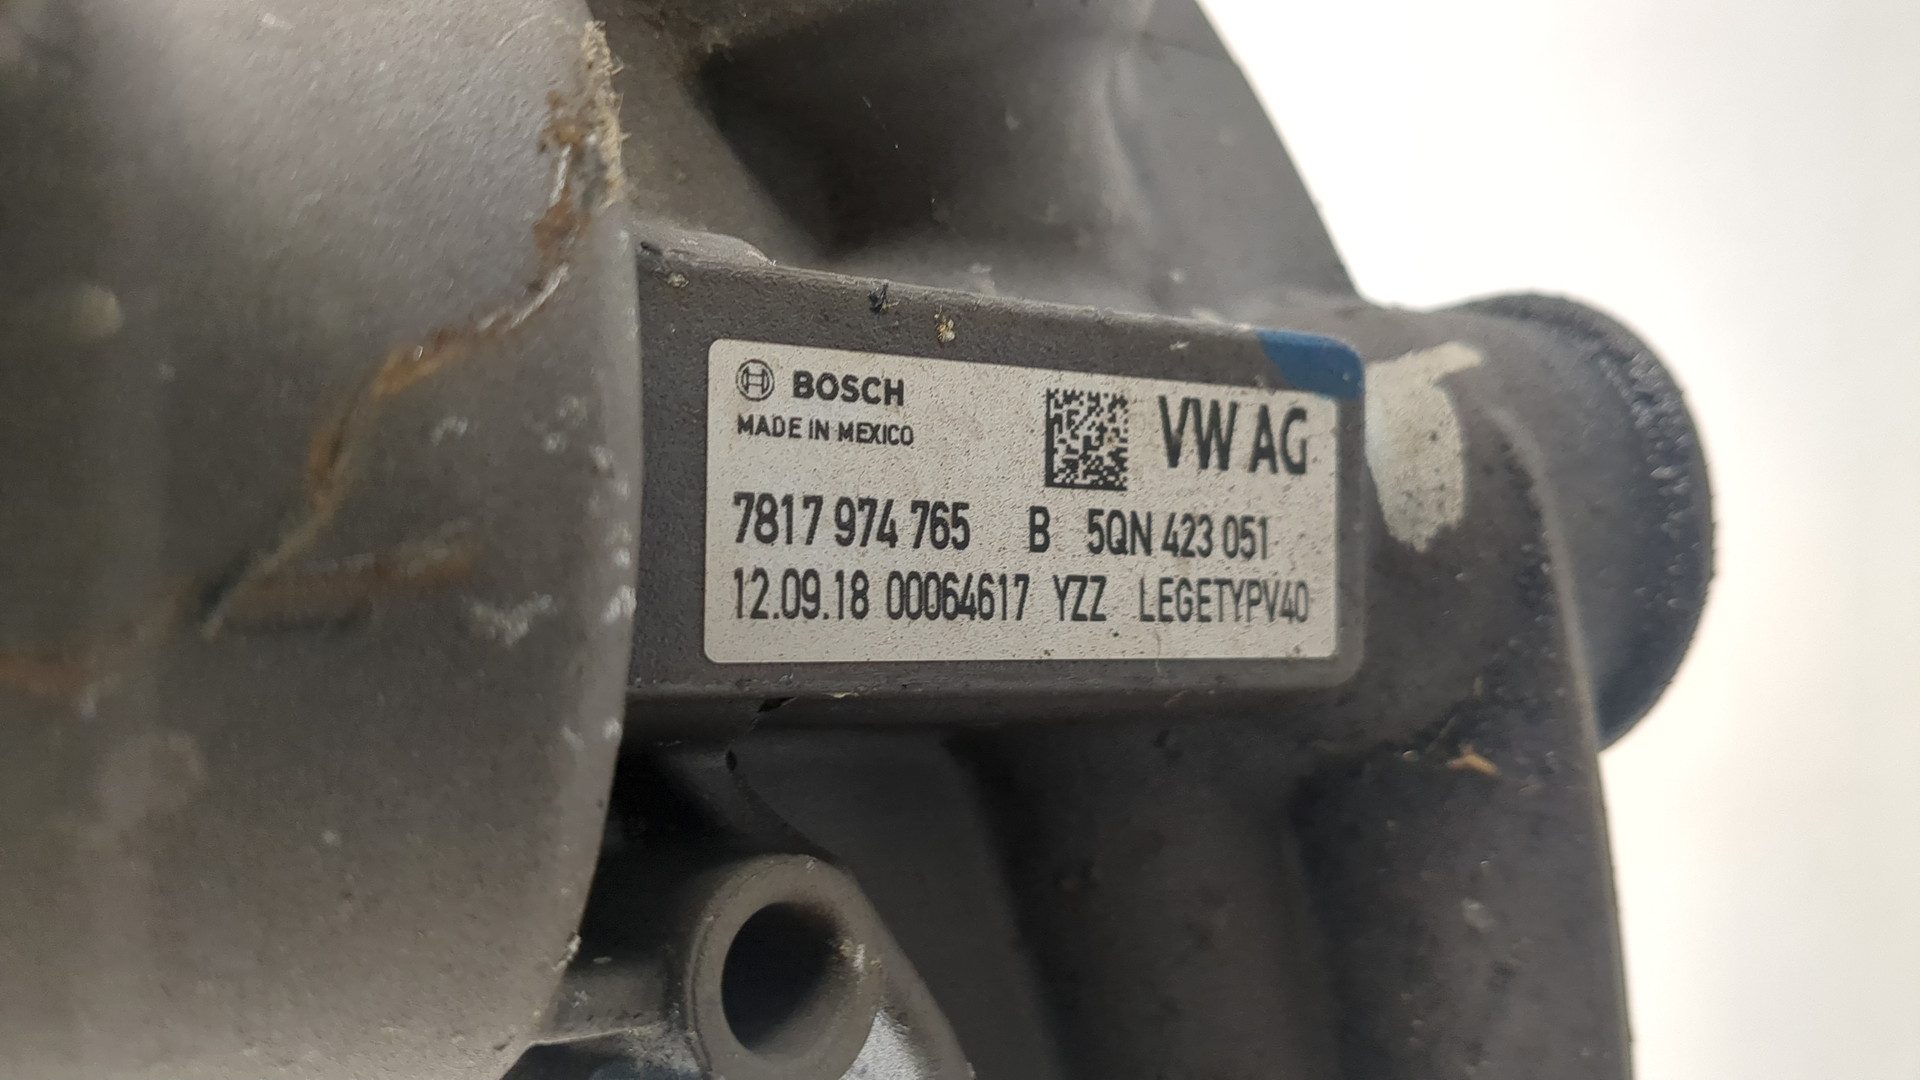 BOSCH
MADE IN MEXICO
VW AG
7817 974 765 B 5QN 423 051
12.09.18 00064617 YZZ LEGETYPV40